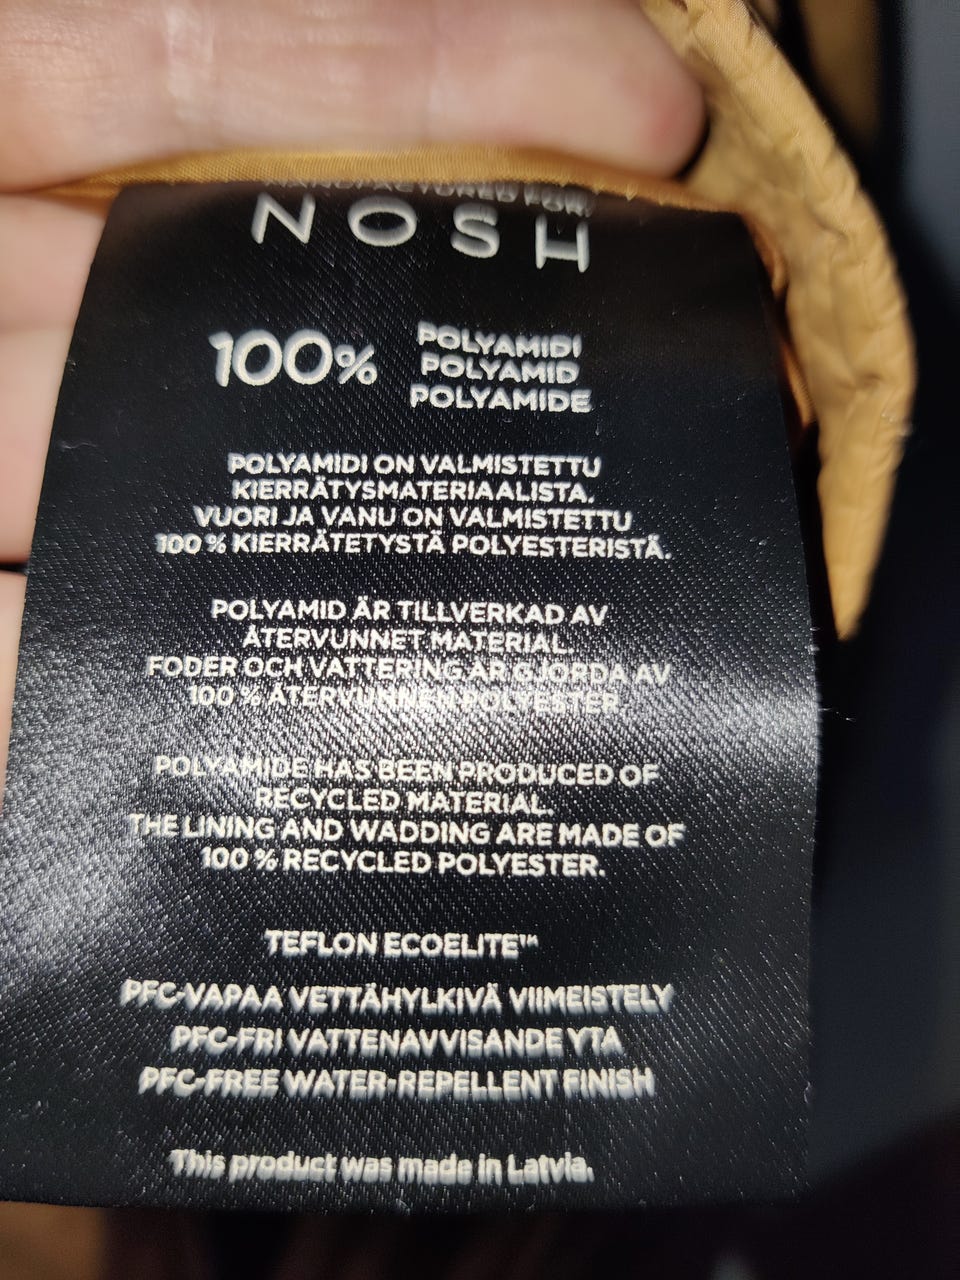 MANUFACTURED FOR:
NOSH
100%
POLYAMIDI
POLYAMID
POLYAMIDE
POLYAMIDI ON VALMISTETTU
KIERRÄTYSMATERIAALISTA.
VUORI JA VANU ON VALMISTETTU
100 % KIERRÄTETYSTÄ POLYESTERISTÄ.
POLYAMID ÄR TILLVERKAD AV
ÅTERVUNNET MATERIAL.
FODER OCH VATTERING ÄR GJORDA AV
100 % ÅTERVUNNEN POLYESTER.
POLYAMIDE HAS BEEN PRODUCED OF
RECYCLED MATERIAL.
THE LINING AND WADDING ARE MADE OF
100 % RECYCLED POLYESTER.
TEFLON ECOELITE™
PFC-VAPAA VETTÄHYLKIVÄ VIIMEISTELY
PFC-FRI VATTENAVVISANDE YTA
PFC-FREE WATER-REPELLENT FINISH
This product was made in Latvia.